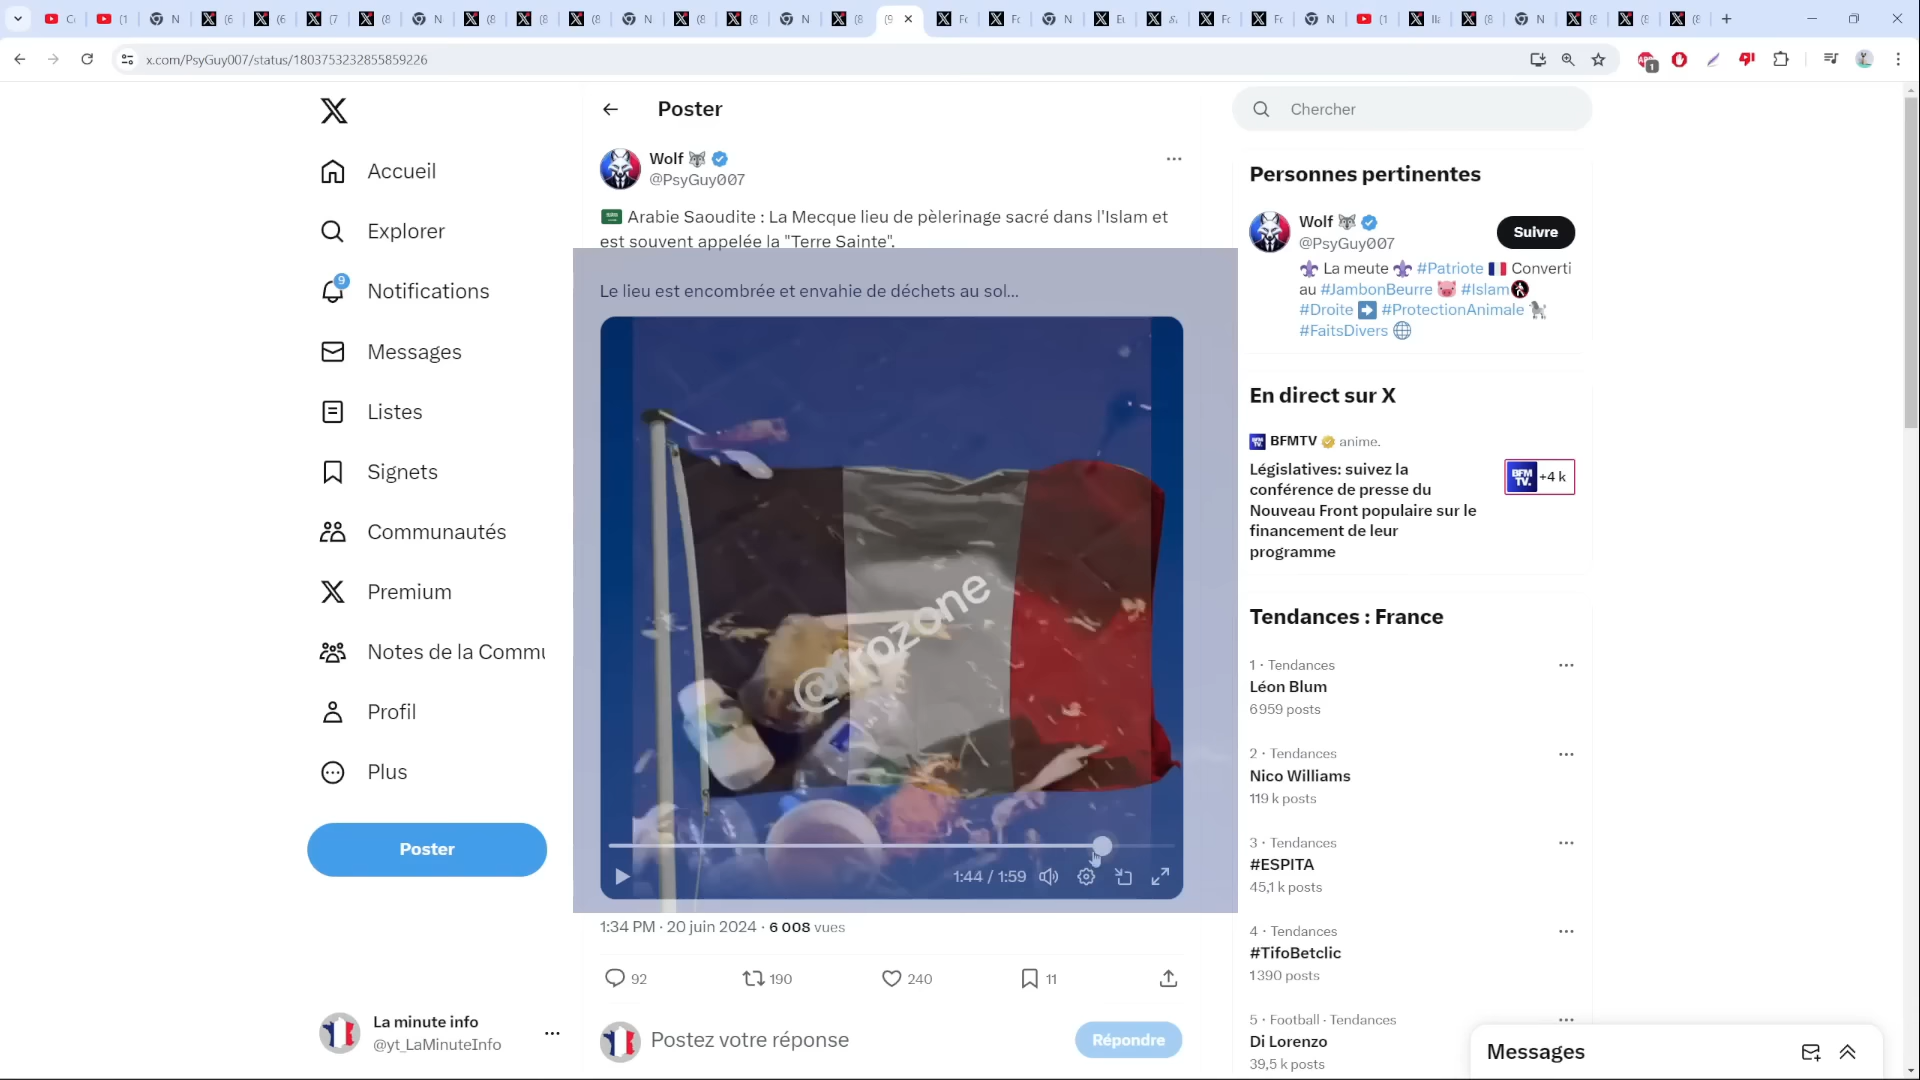 x.com/PsyGuy007/status/1803753232855859226
1
Accueil
Explorer
9
Notifications
Messages
Listes
Signets
Communautés
Premium
Notes de la Commu
Profil
Plus
Poster
La minute info
@yt_LaMinuteInfo
Poster
Wolf
@PsyGuy007
Arabie Saoudite : La Mecque lieu de pèlerinage sacré dans l'Islam et
est souvent appelée la "Terre Sainte".
Le lieu est encombrée et envahie de déchets au sol...
@frozone
1:44 / 1:59
1:34 PM · 20 juin 2024 · 6 008 vues
92
190
240
11
Postez votre réponse
Répondre
Chercher
Personnes pertinentes
Wolf
@PsyGuy007
Suivre
La meute #Patriote Converti
au #JambonBeurre #Islam
#Droite #ProtectionAnimale
#FaitsDivers
En direct sur X
BFMTV anime.
Législatives: suivez la
conférence de presse du
Nouveau Front populaire sur le
financement de leur
programme
BFM
TV.
+4 k
Tendances : France
1 · Tendances
Léon Blum
6 959 posts
2 · Tendances
Nico Williams
119 k posts
3 · Tendances
#ESPITA
45,1 k posts
4 · Tendances
#TifoBetclic
1 390 posts
5 · Football · Tendances
Di Lorenzo
39,5 k posts
Messages